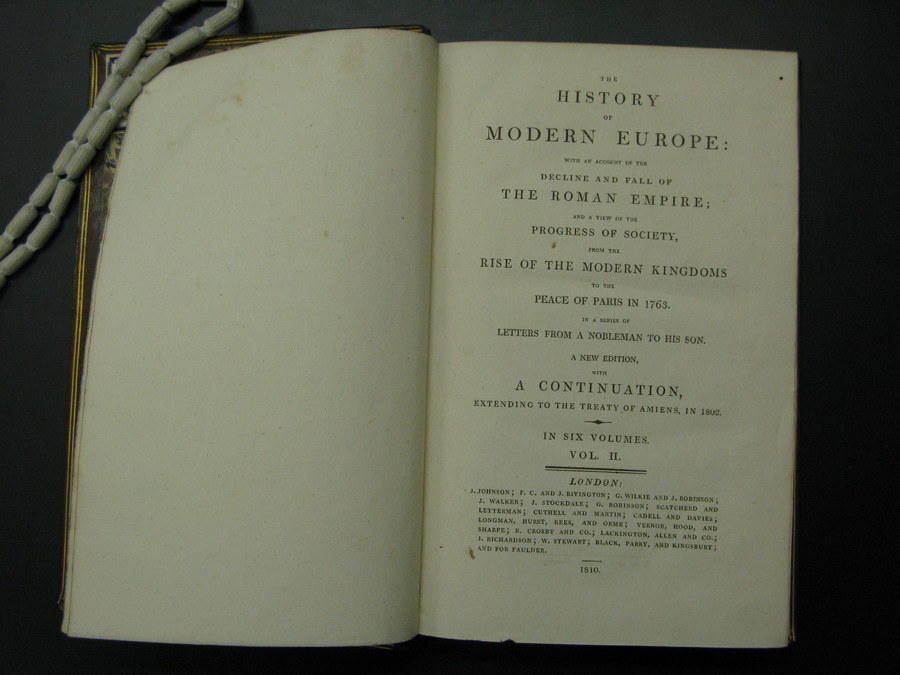 THE
HISTORY
OF
MODERN EUROPE:
WITH AN ACCOUNT OF THE
DECLINE AND FALL OF
THE ROMAN EMPIRE;
AND A VIEW OF THE
PROGRESS OF SOCIETY,
FROM THE
RISE OF THE MODERN KINGDOMS
TO THE
PEACE OF PARIS IN 1763.
IN A SERIES OF
LETTERS FROM A NOBLEMAN TO HIS SON.
A NEW EDITION,
WITH
A CONTINUATION,
EXTENDING TO THE TREATY OF AMIENS, IN 1802.
IN SIX VOLUMES.
VOL. II.
LONDON:
J. JOHNSON; F. C. AND J. RIVINGTON; G. WILKIE AND J. ROBINSON;
J. WALKER; J. STOCKDALE; G. ROBINSON; SCATCHERD AND
LETTERMAN; CUTHELL AND MARTIN; CADELL AND DAVIES;
LONGMAN, HURST, REES, AND ORME; VERNOR, HOOD, AND
SHARPE; B. CROSBY AND CO.; LACKINGTON, ALLEN AND CO.;
J. RICHARDSON; W. STEWART; BLACK, PARRY, AND KINGSBURY;
AND FOR FAULDER.
1810.